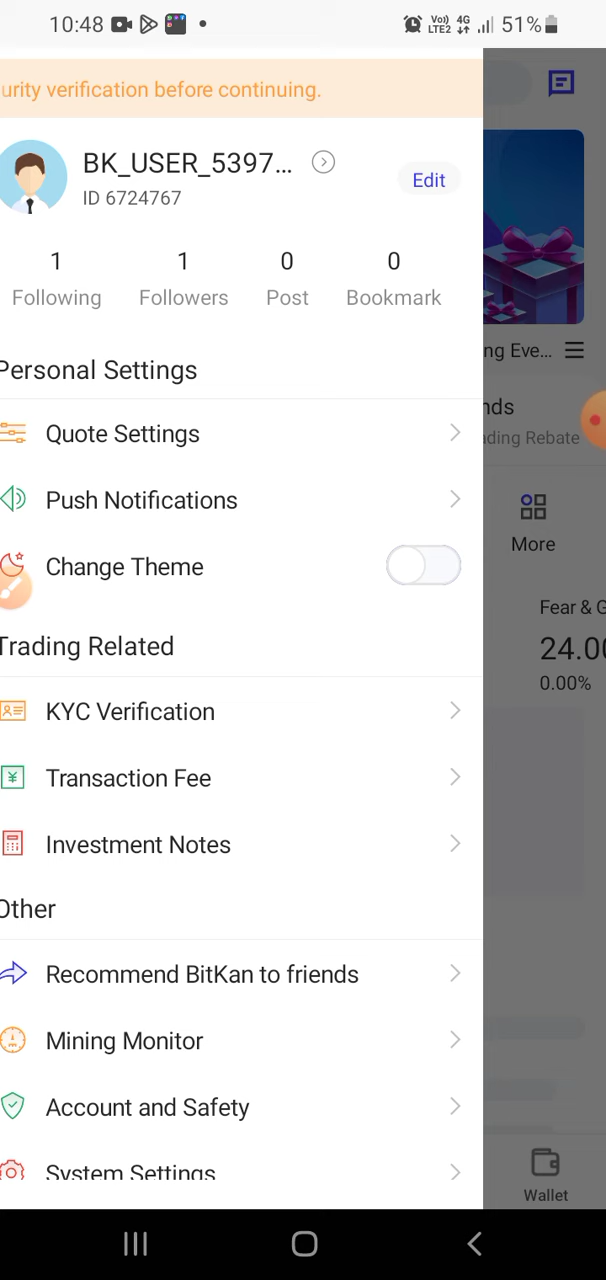 10:48
Vo)) 4G 51%
LTE2
urity verification before continuing.
BK_USER_5397...
ID 6724767
Edit
1 1 0 0
Following Followers Post Bookmark
Personal Settings
Quote Settings
Push Notifications
Change Theme
Trading Related
KYC Verification
Transaction Fee
Investment Notes
Other
Recommend BitKan to friends
Mining Monitor
Account and Safety
System Settings
ng Eve...
nds
ading Rebate
More
Fear & G
24.00
0.00%
Wallet